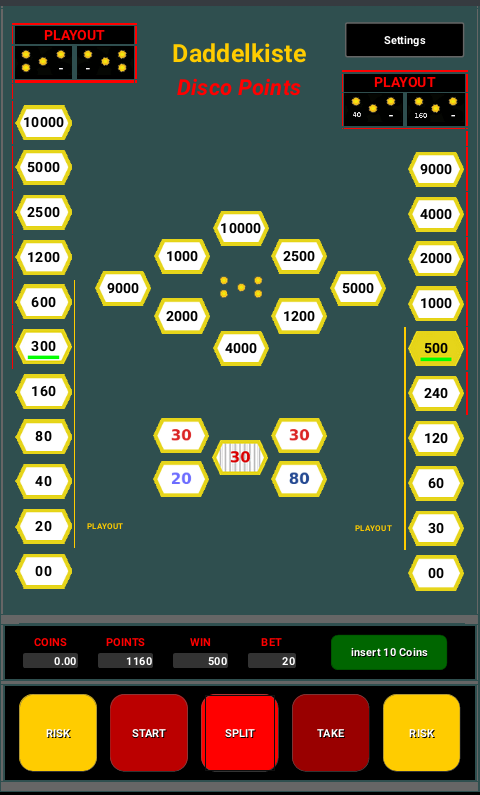 PLAYOUT
- -
Daddelkiste
Disco Points
Settings
PLAYOUT
40 - 160 -
10000
5000
2500
1200
600
300
160
80
40
20
00
PLAYOUT
10000
1000
2500
9000
5000
2000
1200
4000
30
30
30
20
80
9000
4000
2000
1000
500
240
120
60
30
00
PLAYOUT
COINS POINTS WIN BET
0.00 1160 500 20
insert 10 Coins
RISK START SPLIT TAKE RISK